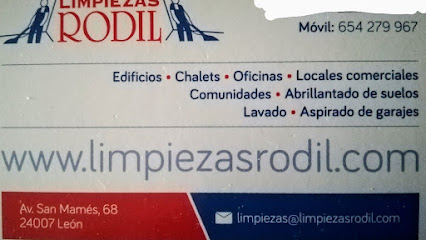 LIMPIEZAS
RODIL
Móvil: 654 279 967
Edificios • Chalets • Oficinas • Locales comerciales
Comunidades • Abrillantado de suelos
Lavado • Aspirado de garajes
www.limpiezasrodil.com
Av. San Mamés, 68
24007 León
limpiezas@limpiezasrodil.com